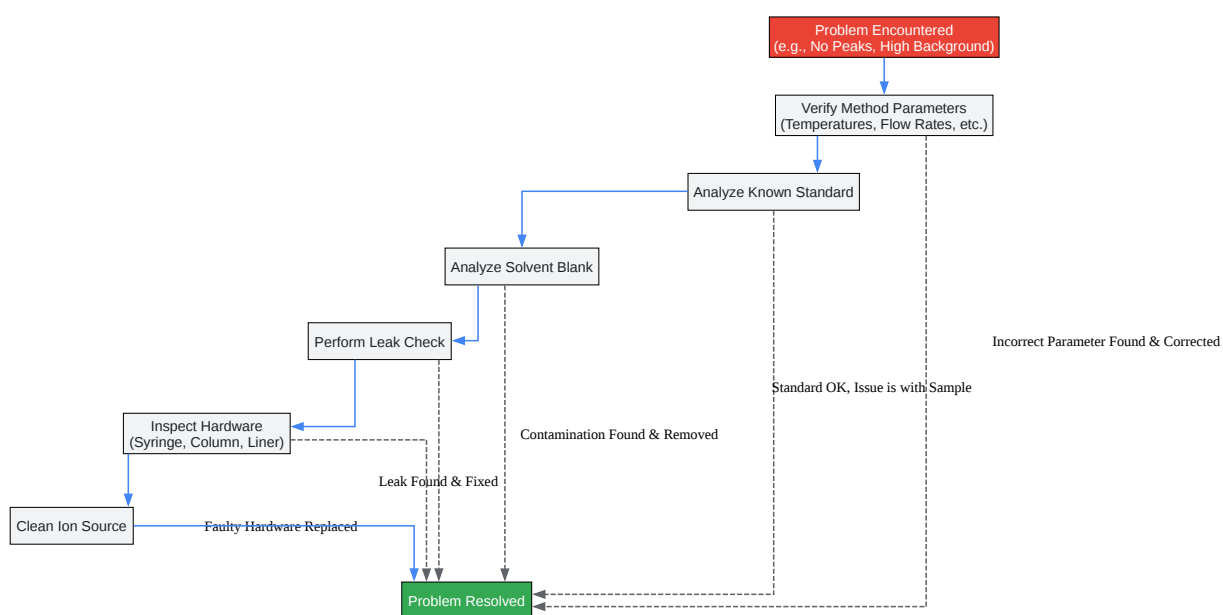 Problem Encountered
(e.g., No Peaks, High Background)
Verify Method Parameters
(Temperatures, Flow Rates, etc.)
Analyze Known Standard
Analyze Solvent Blank
Perform Leak Check
Incorrect Parameter Found & Corrected
Standard OK, Issue is with Sample
Inspect Hardware
(Syringe, Column, Liner)
Contamination Found & Removed
Leak Found & Fixed
Clean Ion Source
Faulty Hardware Replaced
Problem Resolved